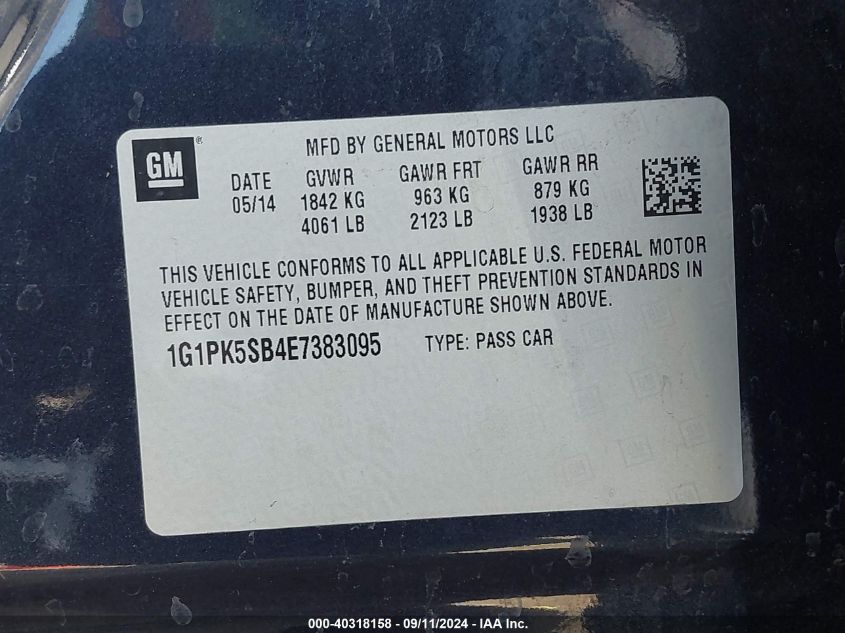 GM ®
MFD BY GENERAL MOTORS LLC
DATE GVWR GAWR FRT GAWR RR
05/14 1842 KG 963 KG 879 KG
4061 LB 2123 LB 1938 LB
THIS VEHICLE CONFORMS TO ALL APPLICABLE U.S. FEDERAL MOTOR
VEHICLE SAFETY, BUMPER, AND THEFT PREVENTION STANDARDS IN
EFFECT ON THE DATE OF MANUFACTURE SHOWN ABOVE.
1G1PK5SB4E7383095 TYPE: PASS CAR
000-40318158 - 09/11/2024 - IAA Inc.